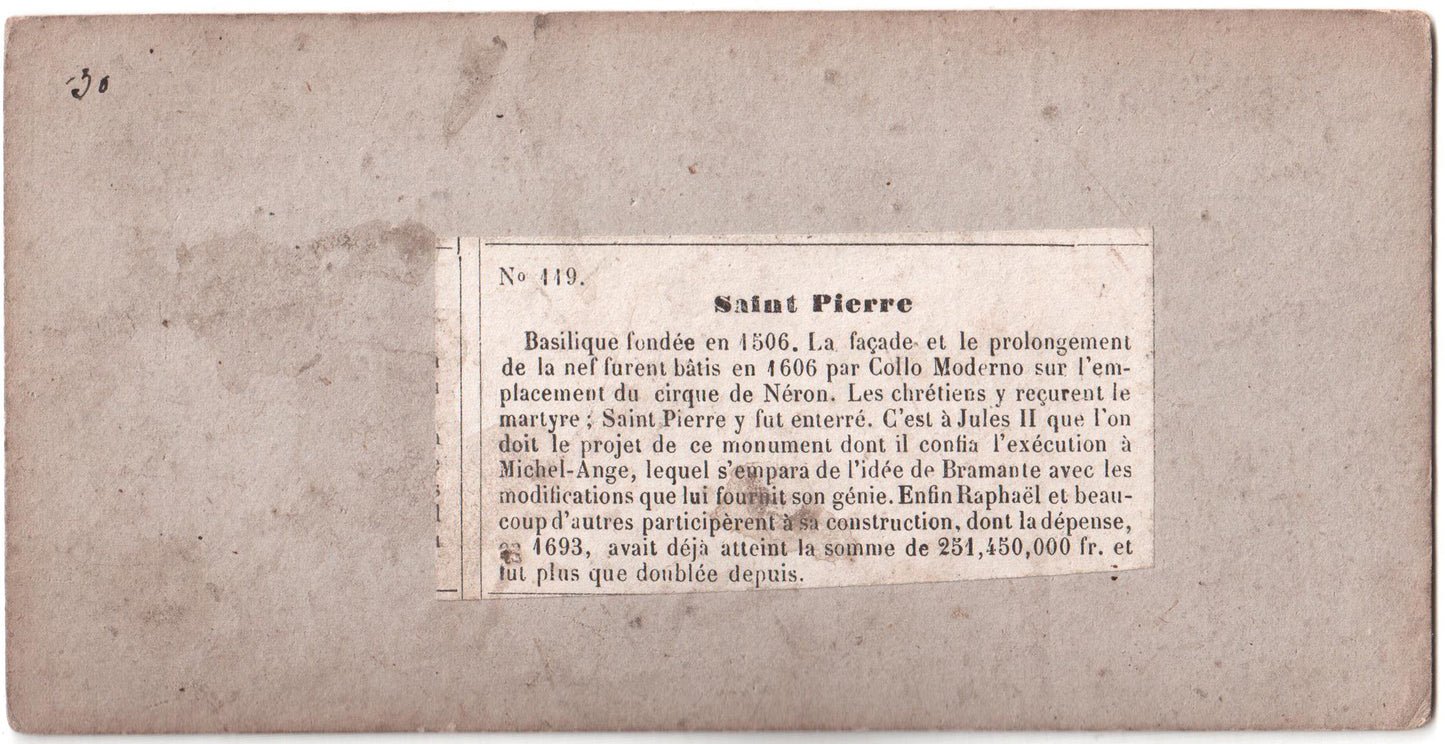 30
No 119.
Saint Pierre
Basilique fondée en 1506. La façade et le prolongement
de la nef furent bâtis en 1606 par Collo Moderno sur l'em-
placement du cirque de Néron. Les chrétiens y reçurent le
martyre ; Saint Pierre y fut enterré. C'est à Jules II que l'on
doit le projet de ce monument dont il confia l'exécution à
Michel-Ange, lequel s'empara de l'idée de Bramante avec les
modifications que lui fournit son génie. Enfin Raphaël et beau-
coup d'autres participèrent à sa construction, dont la dépense,
1693, avait déjà atteint la somme de 251,450,000 fr. et
fut plus que doublée depuis.